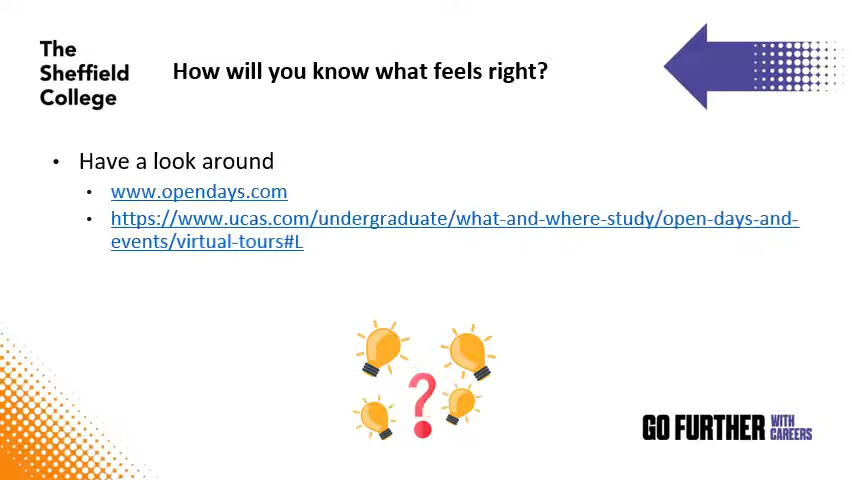 The
Sheffield
College
How will you know what feels right?
• Have a look around
• www.opendays.com
• https://www.ucas.com/undergraduate/what-and-where-study/open-days-and-
events/virtual-tours#L
GO FURTHER WITH
CAREERS